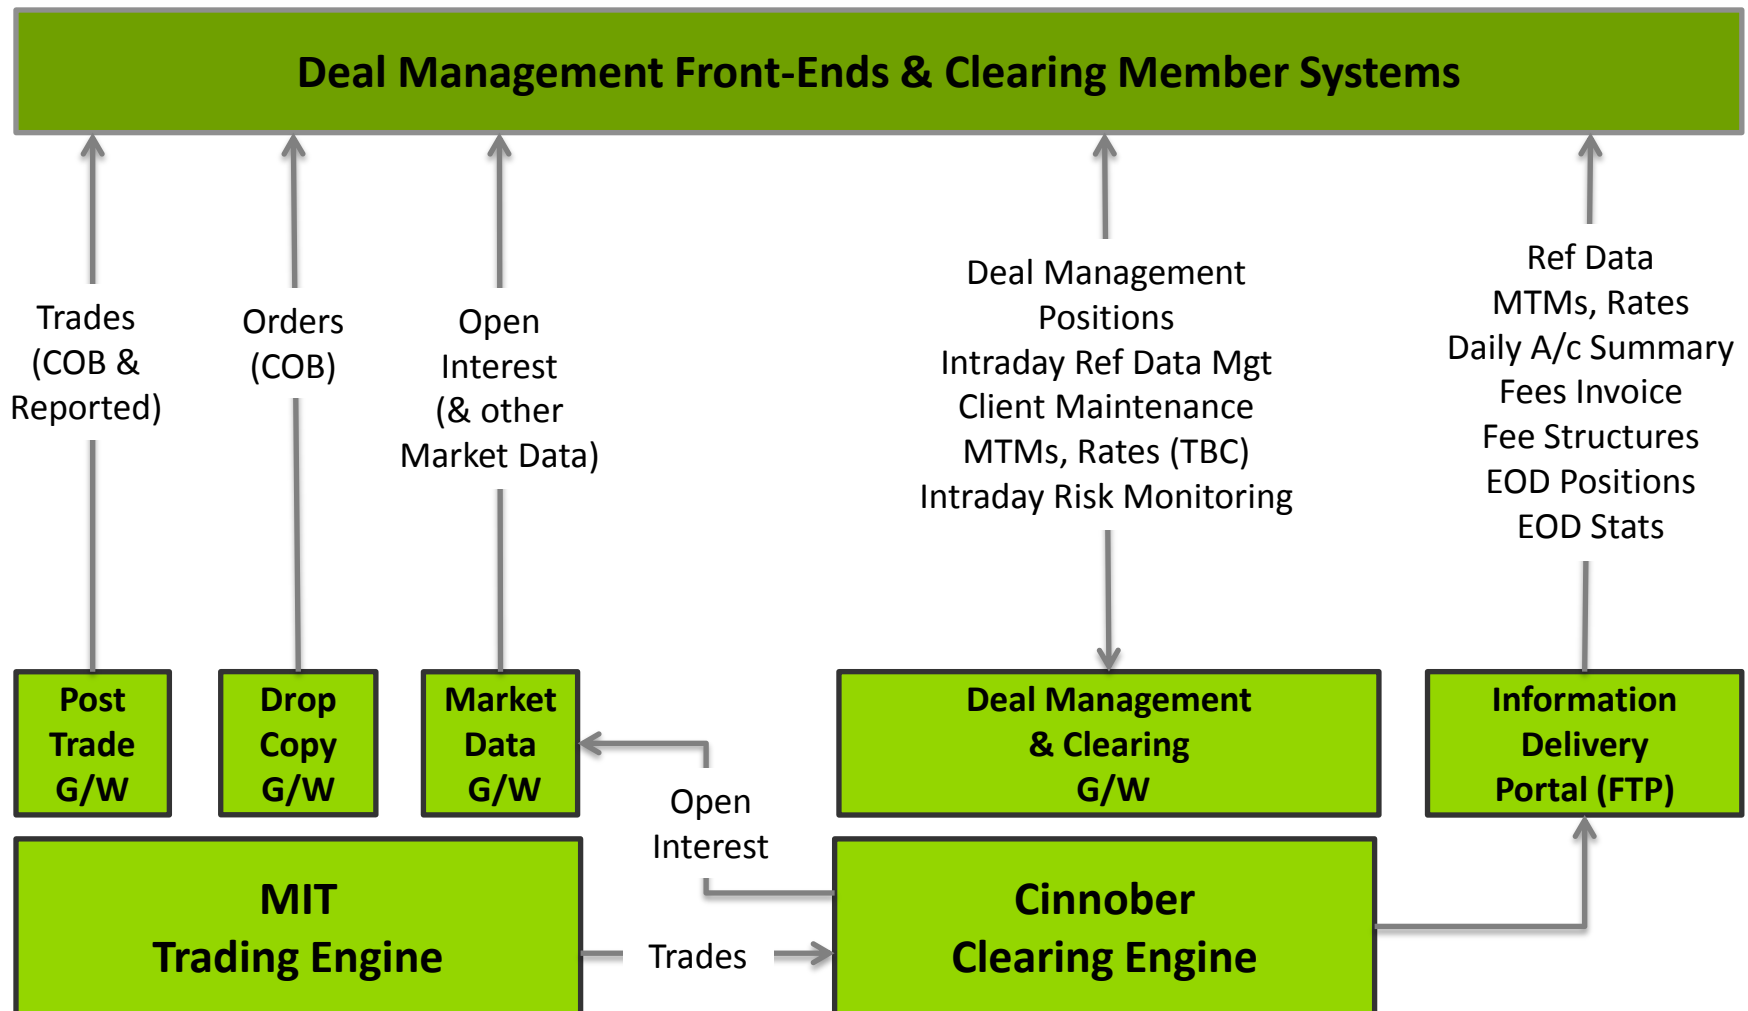 Deal Management Front-Ends & Clearing Member Systems
Trades
(COB &
Reported)
Orders
(COB)
Open
Interest
(& other
Market Data)
Deal Management
Positions
Intraday Ref Data Mgt
Client Maintenance
MTMs, Rates (TBC)
Intraday Risk Monitoring
Ref Data
MTMs, Rates
Daily A/c Summary
Fees Invoice
Fee Structures
EOD Positions
EOD Stats
Post
Trade
G/W
Drop
Copy
G/W
Market
Data
G/W
Open
Interest
Deal Management
& Clearing
G/W
Information
Delivery
Portal (FTP)
MIT
Trading Engine
Trades
Cinnober
Clearing Engine